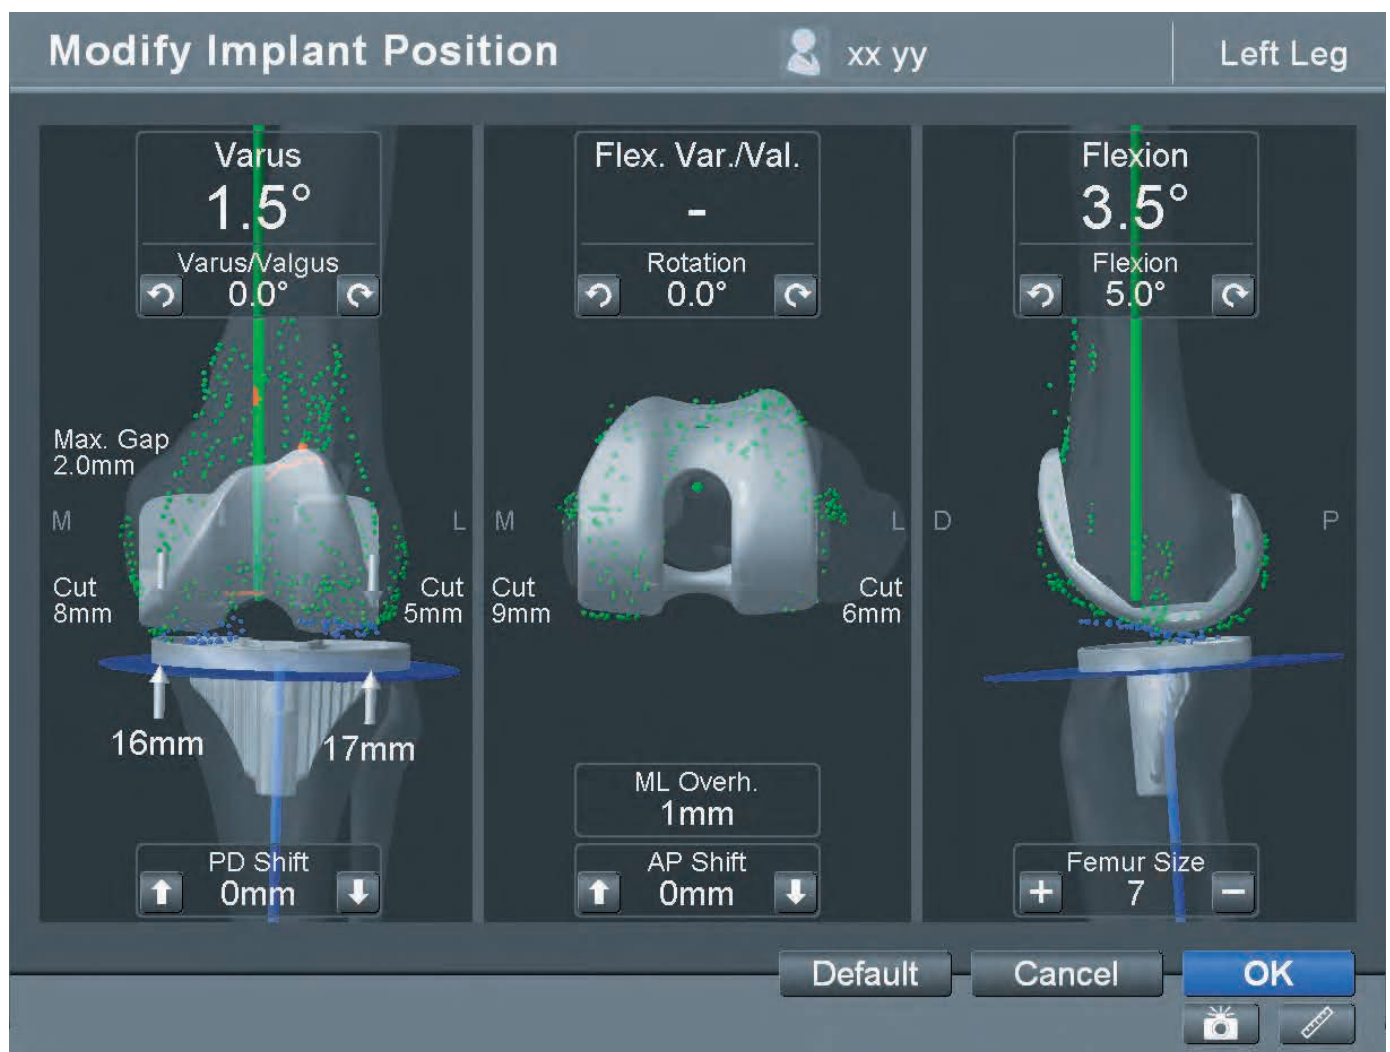 Modify Implant Position
xx yy
Left Leg
Varus
1.5°
Varus/Valgus
0.0°
Max. Gap
2.0mm
M
L
Cut
8mm
Cut
5mm
16mm
17mm
PD Shift
0mm
Flex. Var./Val.
-
Rotation
0.0°
M
L
Cut
9mm
Cut
6mm
ML Overh.
1mm
AP Shift
0mm
Flexion
3.5°
Flexion
5.0°
D
P
Femur Size
7
Default
Cancel
OK